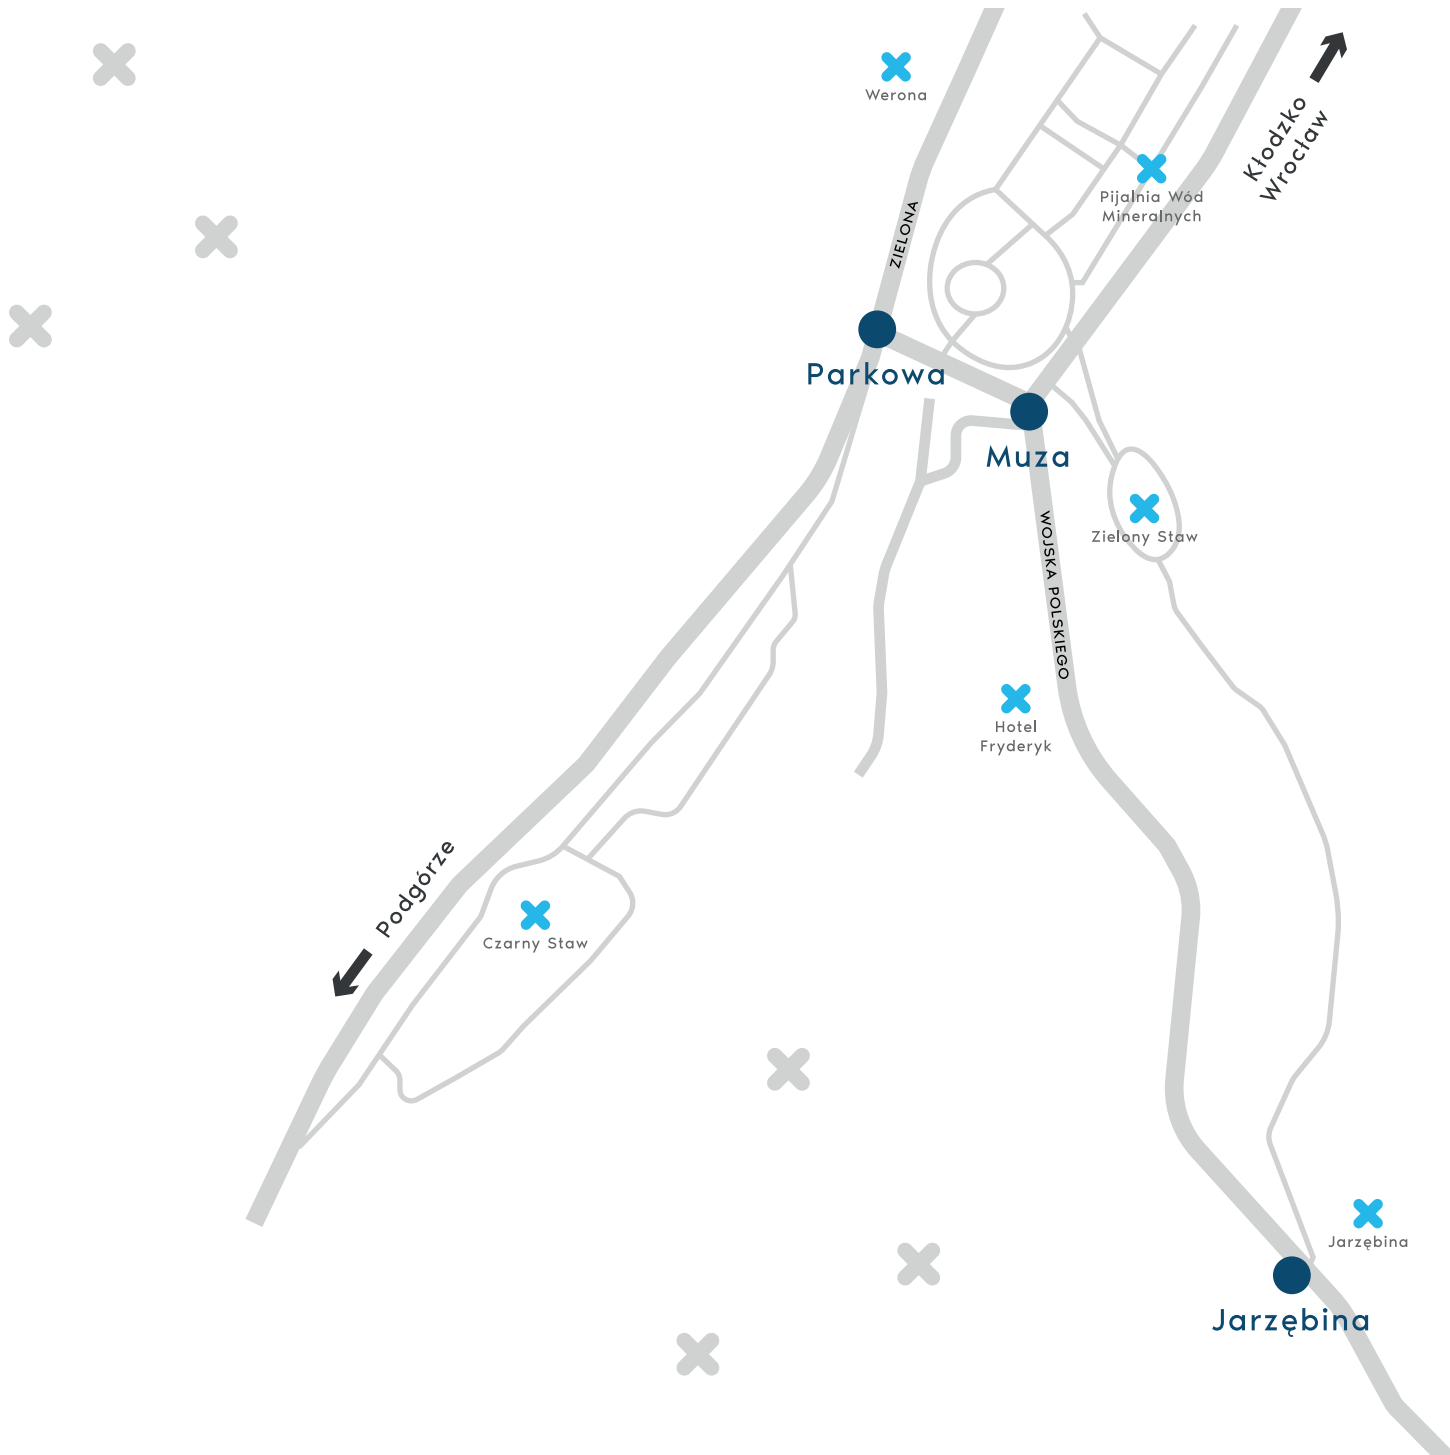 Werona
Kłodzko
Wrocław
Pijalnia Wód
Mineralnych
ZIELONA
Parkowa
Muza
Zielony Staw
WOJSKA POLSKIEGO
Hotel
Fryderyk
Podgórze
Czarny Staw
Jarzębina
Jarzębina